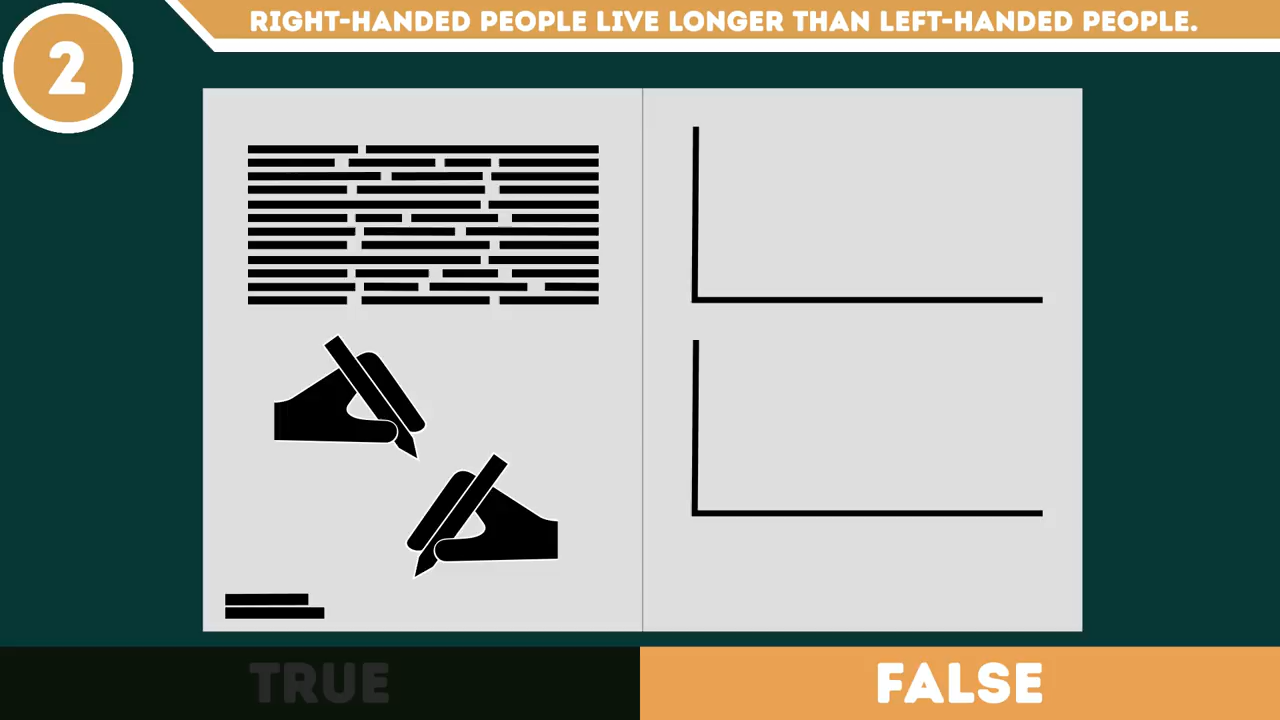 RIGHT-HANDED PEOPLE LIVE LONGER THAN LEFT-HANDED PEOPLE.
2
TRUE
FALSE